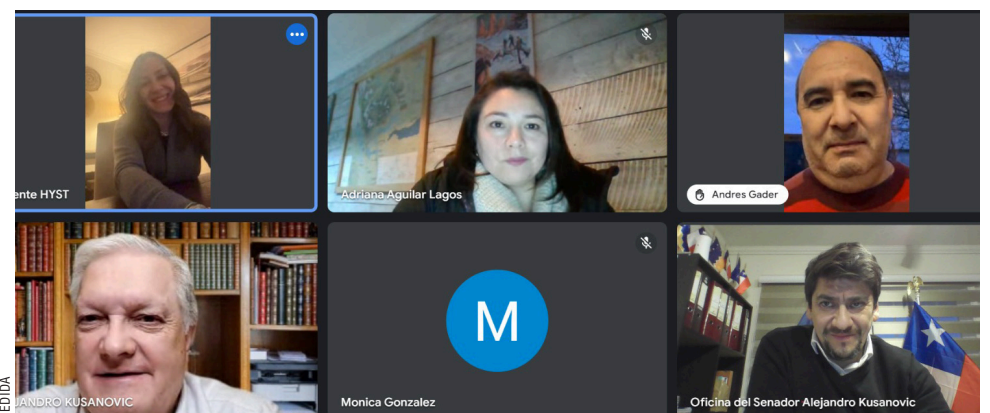 ente HYST
Adriana Aguilar Lagos
Andres Gader
JANDRO KUSANOVIC
M
Monica Gonzalez
Oficina del Senador Alejandro Kusanovic
EDIDA